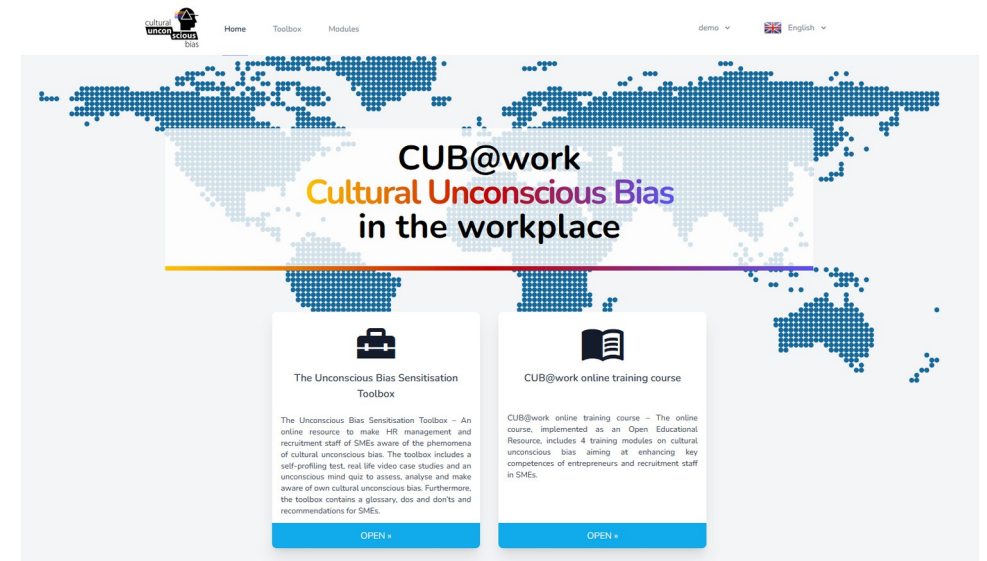 cultural
unconscious
bias
Home
Toolbox
Modules
demo
English
CUB@work
Cultural Unconscious Bias
in the workplace
The Unconscious Bias Sensitisation
Toolbox
The Unconscious Bias Sensitisation Toolbox – An
online resource to make HR management and
recruitment staff of SMEs aware of the phemomena
of cultural unconscious bias. The toolbox includes a
self-profiling test, real life video case studies and an
unconscious mind quiz to assess, analyse and make
aware of own cultural unconscious bias. Furthermore,
the toolbox contains a glossary, dos and don'ts and
recommendations for SMEs.
OPEN »
CUB@work online training course
CUB@work online training course – The online
course, implemented as an Open Educational
Resource, includes 4 training modules on cultural
unconscious bias aiming at enhancing key
competences of entrepreneurs and recruitment staff
in SMEs.
OPEN »